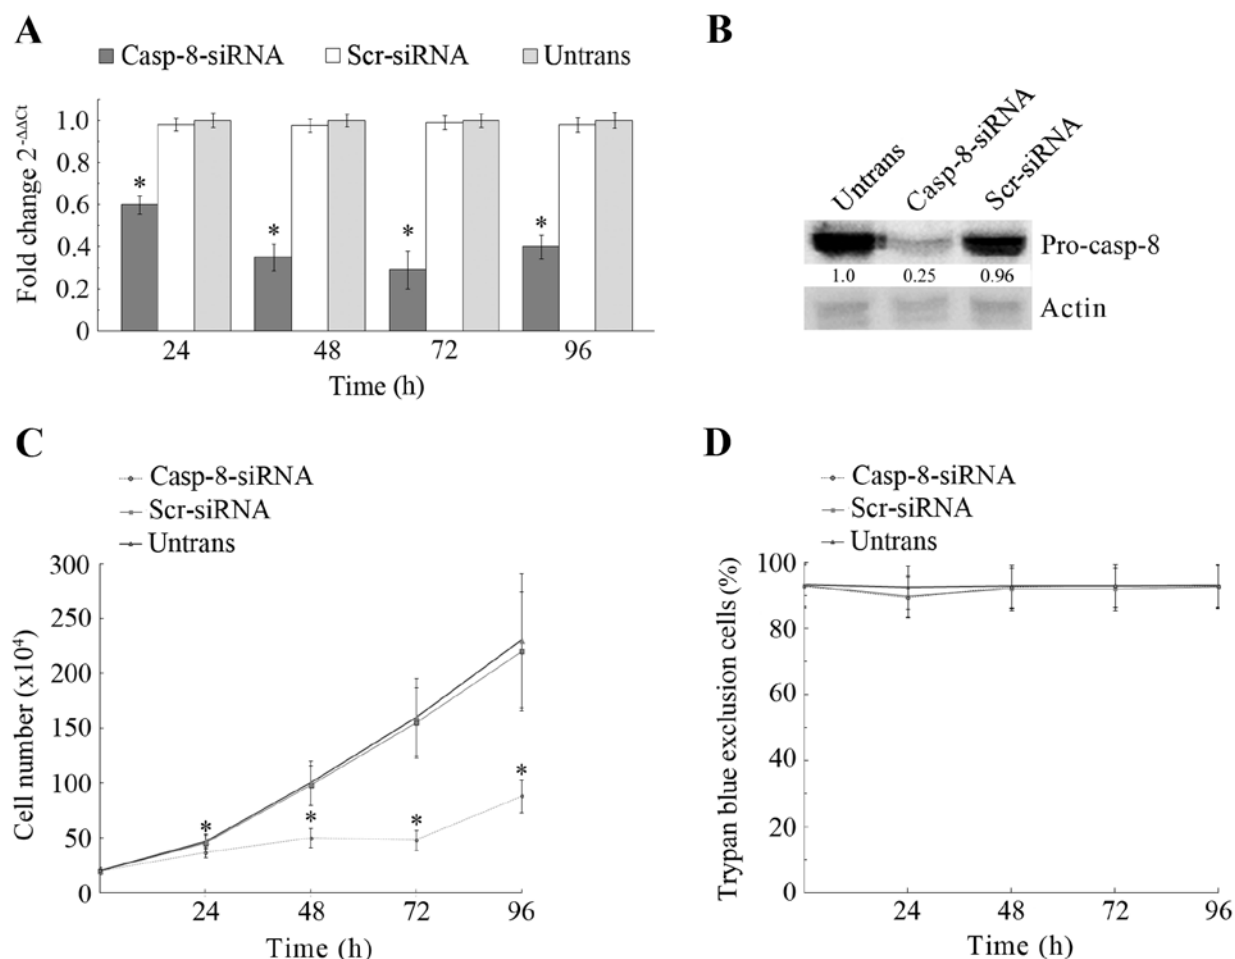 A
Casp-8-siRNA Scr-siRNA Untrans
Fold change 2-ΔΔCt
1.0
0.8
0.6
0.4
0.2
0
* * * *
24 48 72 96
Time (h)
B
Untrans
Casp-8-siRNA
Scr-siRNA
Pro-casp-8
1.0 0.25 0.96
Actin
C
Casp-8-siRNA
Scr-siRNA
Untrans
Cell number (x10⁴)
300
250
200
150
100
50
0
* * * *
24 48 72 96
Time (h)
D
Casp-8-siRNA
Scr-siRNA
Untrans
Trypan blue exclusion cells (%)
100
80
60
40
20
0
24 48 72 96
Time (h)